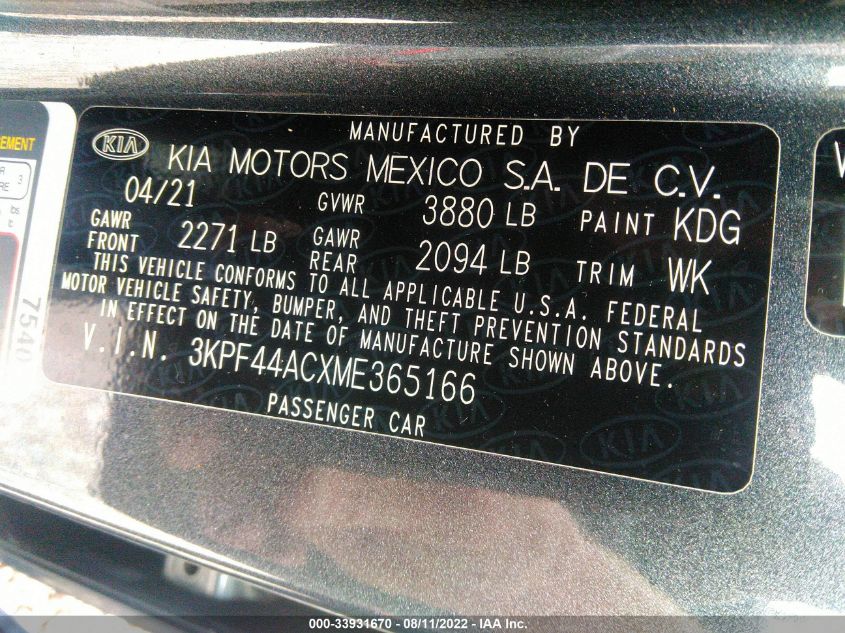 MANUFACTURED BY
KIA KIA MOTORS MEXICO S.A. DE C.V.
04/21 GVWR 3880 LB PAINT KDG
GAWR FRONT 2271 LB GAWR REAR 2094 LB TRIM WK
THIS VEHICLE CONFORMS TO ALL APPLICABLE U.S.A. FEDERAL
MOTOR VEHICLE SAFETY, BUMPER, AND THEFT PREVENTION STANDARDS
IN EFFECT ON THE DATE OF MANUFACTURE SHOWN ABOVE.
V.I.N. 3KPF44ACXME365166
PASSENGER CAR
7540
000-33931670 - 08/11/2022 - IAA Inc.